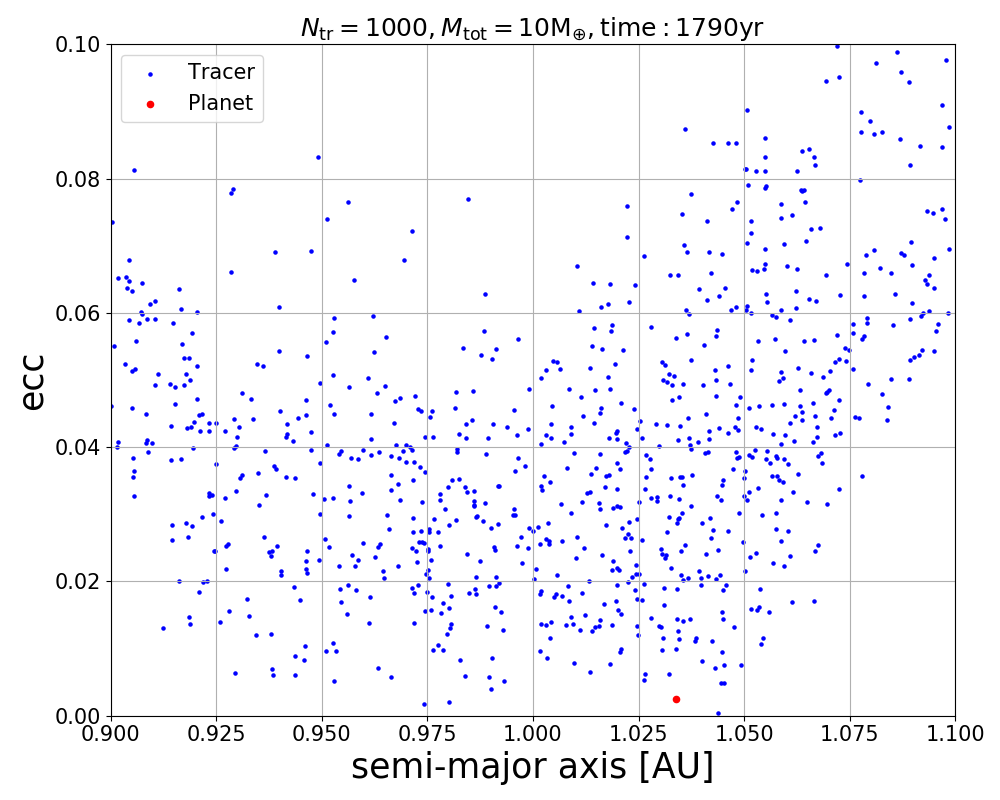 N_tr = 1000, M_tot = 10M_⊕, time : 1790yr
Tracer
Planet
0.10
0.08
0.06
0.04
0.02
0.00
ecc
0.900 0.925 0.950 0.975 1.000 1.025 1.050 1.075 1.100
semi-major axis [AU]